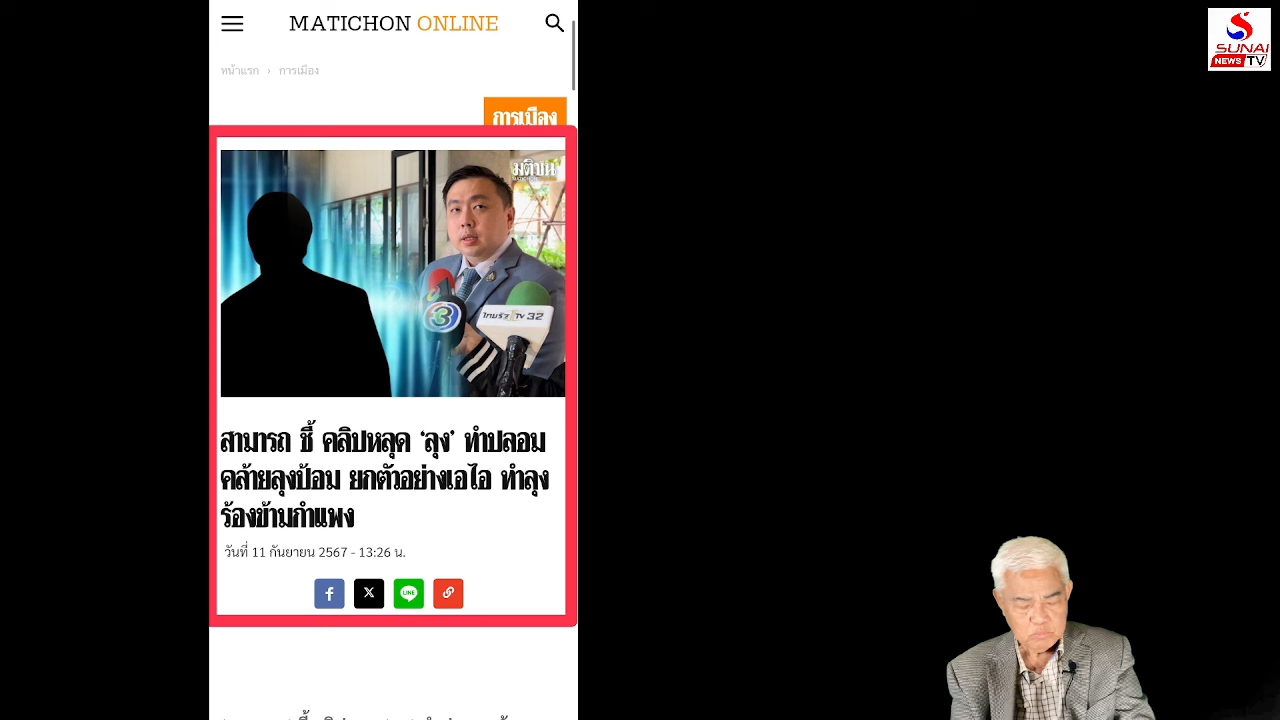 MATICHON ONLINE
SUNAI
NEWS TV
หน้าแรก › การเมือง
การเมือง
มติชน
3
ไทยรัฐ TV 32
สามารถ ชี้ คลิปหลุด ‘ลุง’ ทำปลอม
คล้ายลุงป้อม ยกตัวอย่างเอไอ ทำลุง
ร้องข้ามกำแพง
วันที่ 11 กันยายน 2567 - 13:26 น.
LINE